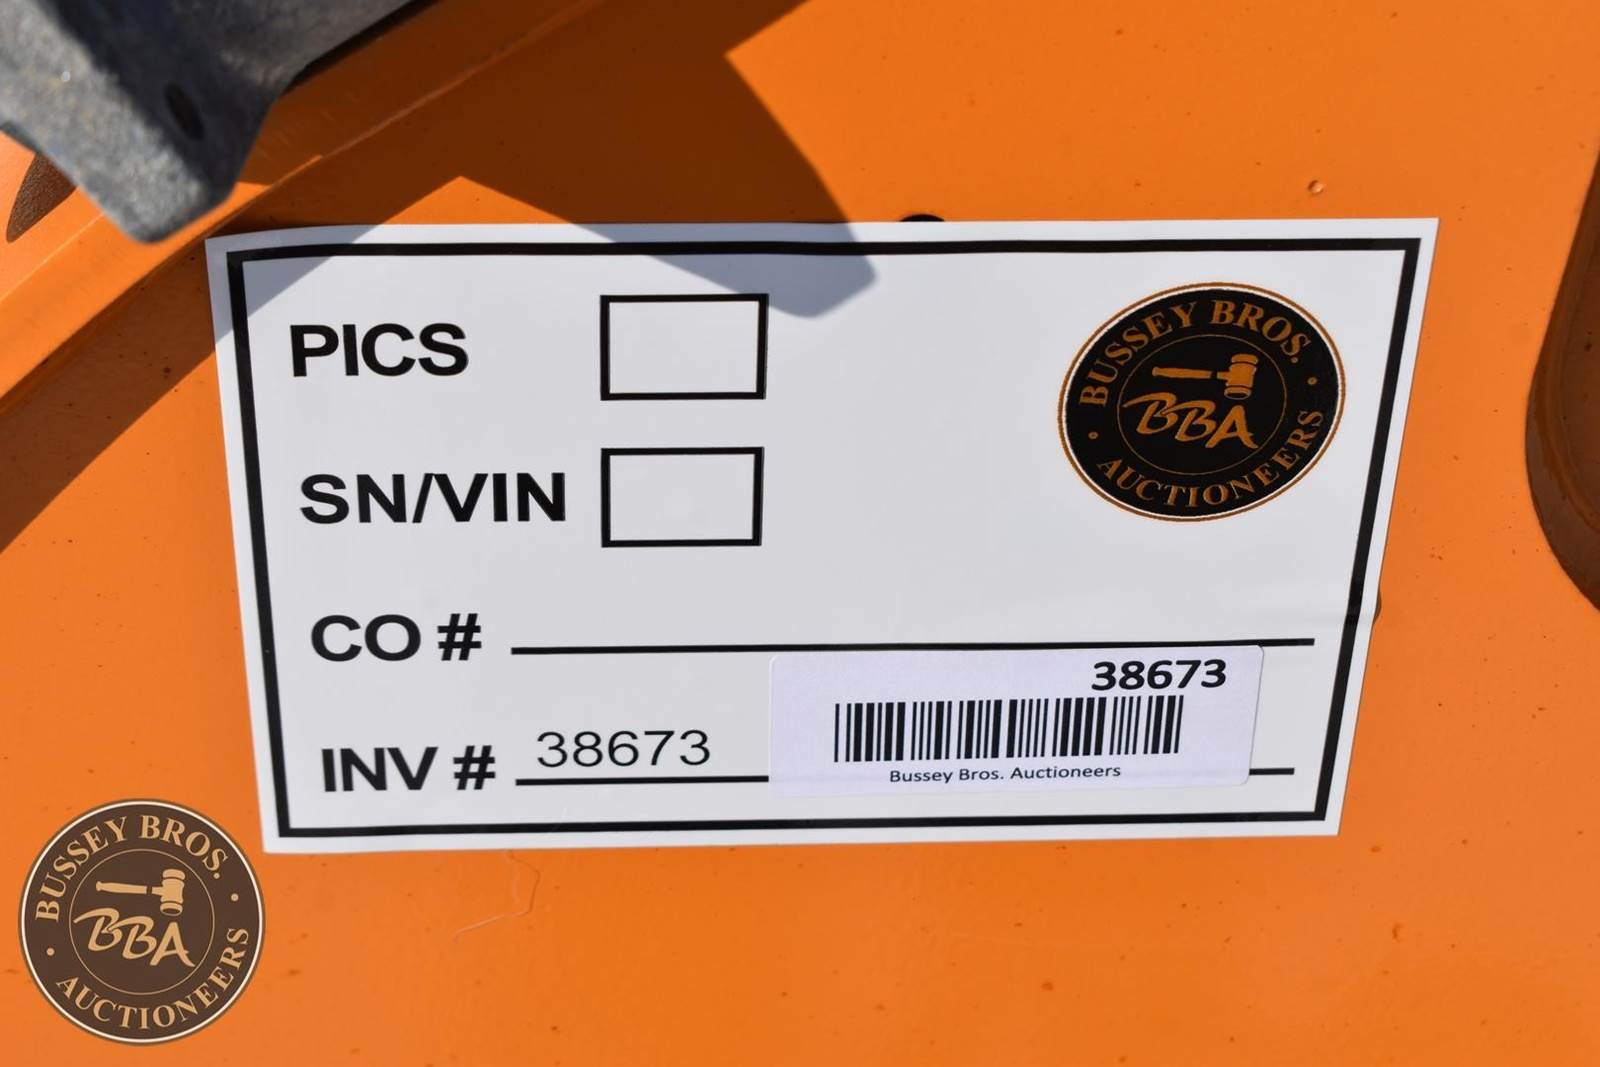 PICS
BUSSEY BROS.
BBA
AUCTIONEERS
SN/VIN
CO #
38673
INV # 38673
Bussey Bros. Auctioneers
BUSSEY BROS.
BBA
AUCTIONEERS